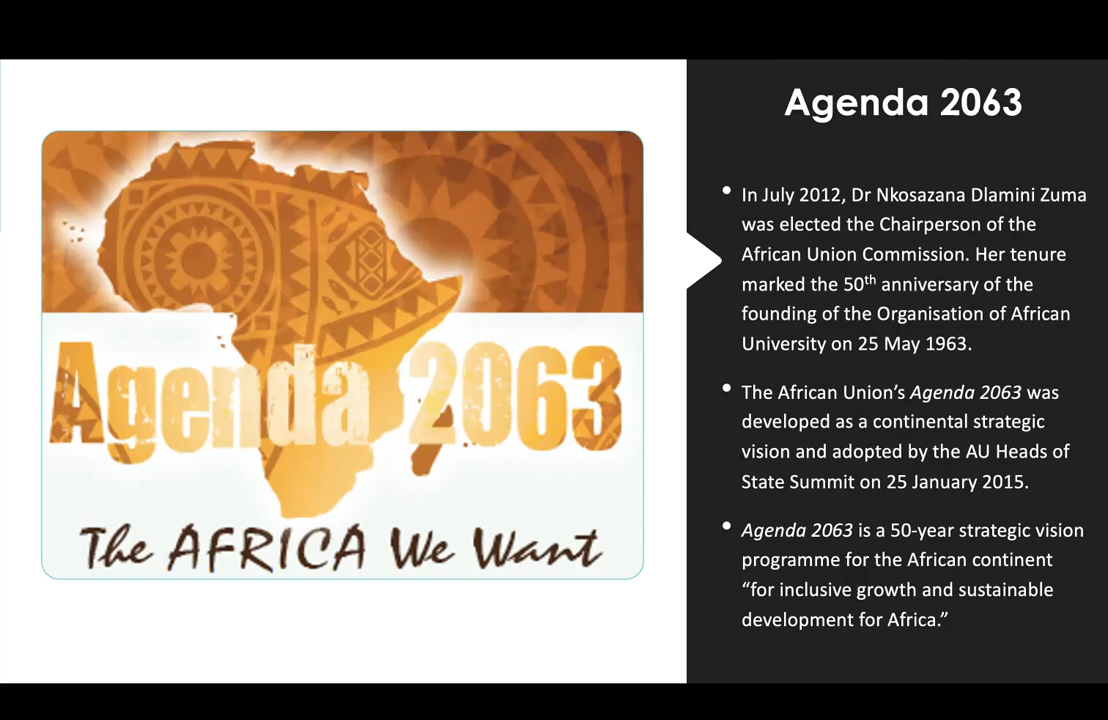 Agenda 2063
The AFRICA We Want
Agenda 2063
• In July 2012, Dr Nkosazana Dlamini Zuma
was elected the Chairperson of the
African Union Commission. Her tenure
marked the 50th anniversary of the
founding of the Organisation of African
University on 25 May 1963.
• The African Union’s Agenda 2063 was
developed as a continental strategic
vision and adopted by the AU Heads of
State Summit on 25 January 2015.
• Agenda 2063 is a 50-year strategic vision
programme for the African continent
“for inclusive growth and sustainable
development for Africa.”